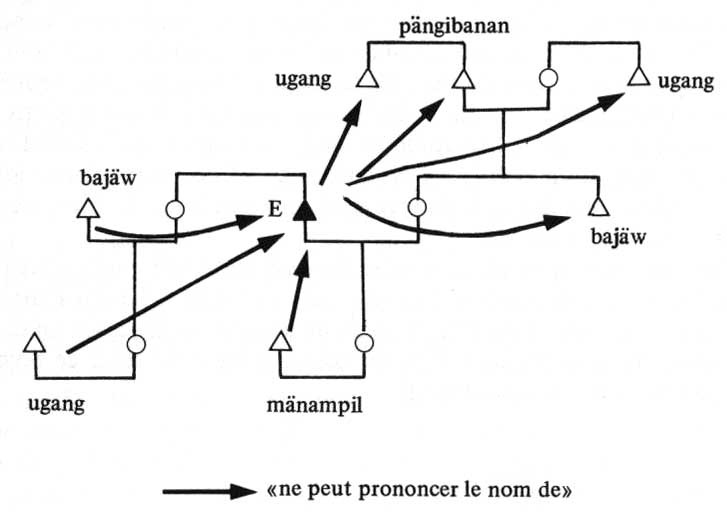 pängibanan
ugang
ugang
bajäw
E
bajäw
ugang
mänampil
«ne peut prononcer le nom de»